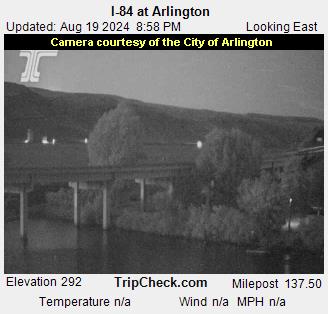 I-84 at Arlington
Updated: Aug 19 2024 8:58 PM Looking East
Camera courtesy of the City of Arlington
Elevation 292 TripCheck.com Milepost 137.50
Temperature n/a Wind n/a MPH n/a